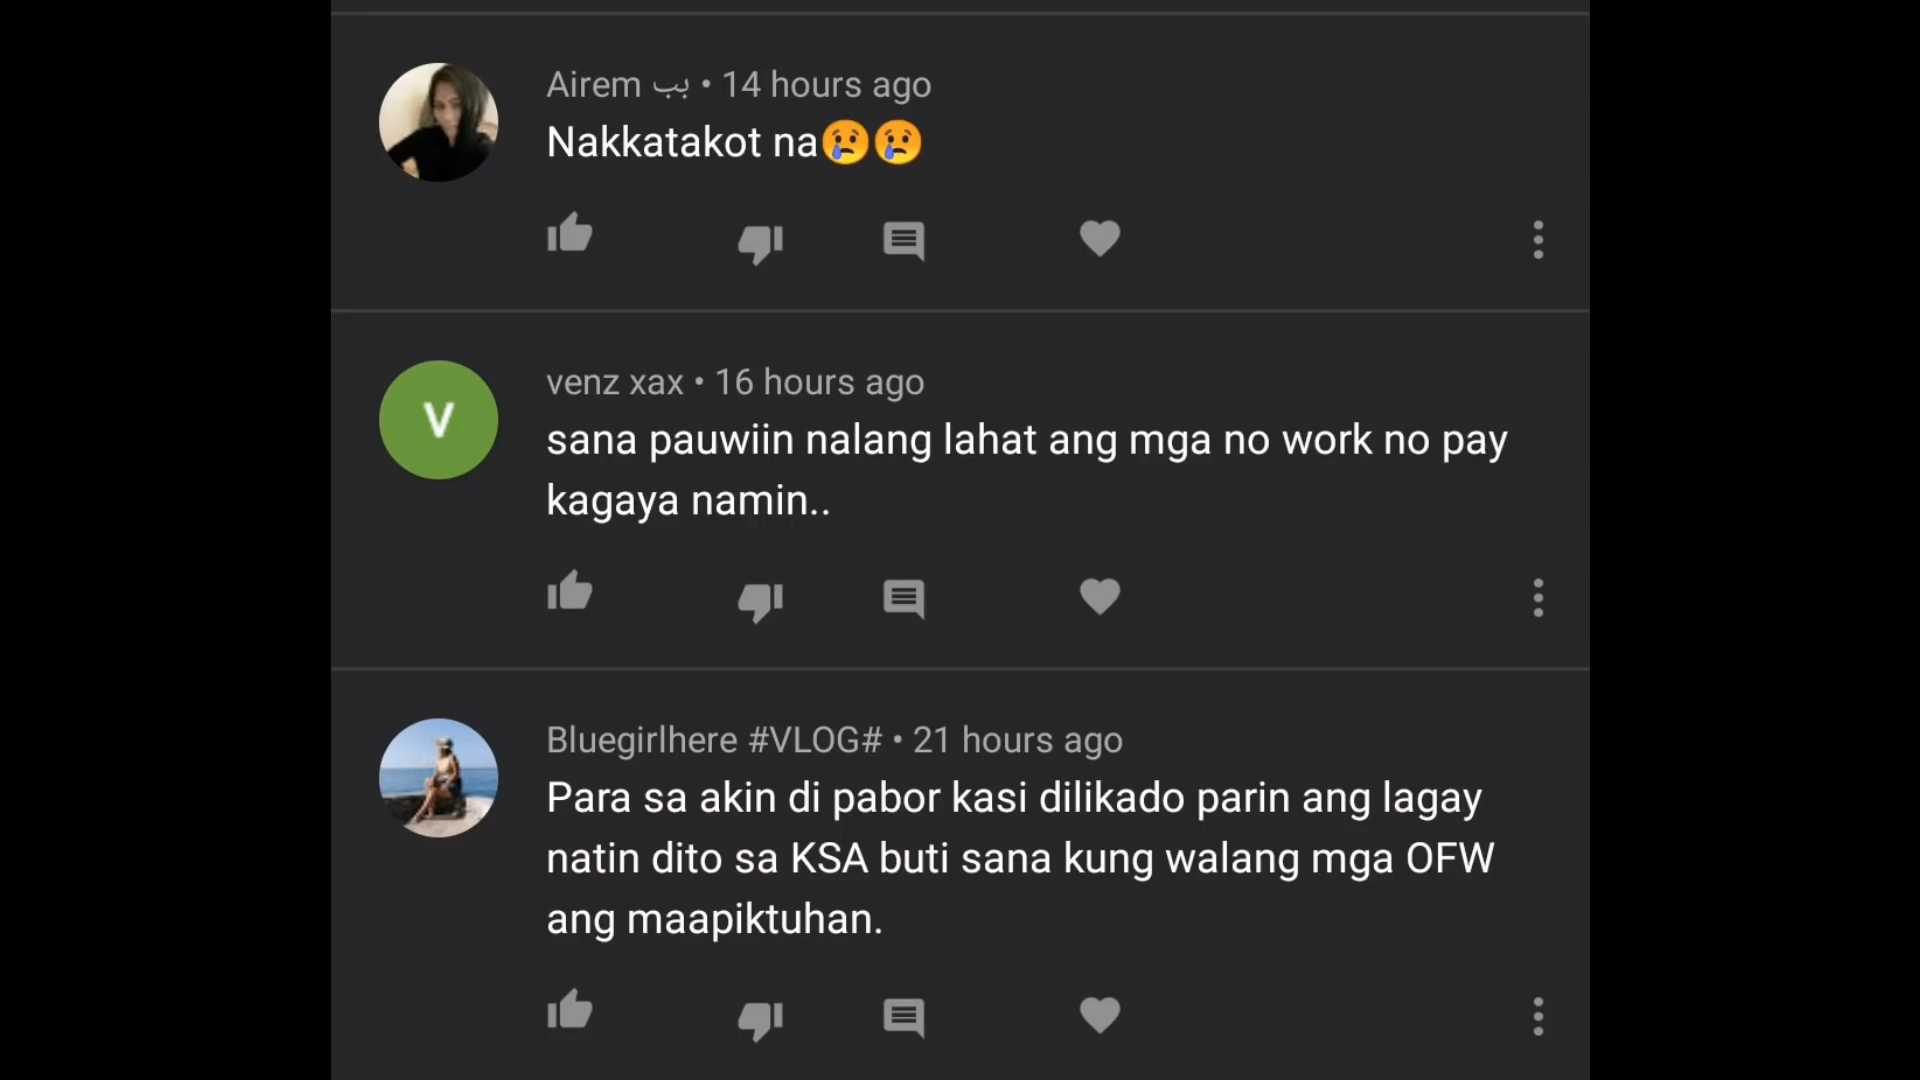 Airem بب • 14 hours ago
Nakkatakot na😢😢
V
venz xax • 16 hours ago
sana pauwiin nalang lahat ang mga no work no pay
kagaya namin..
Bluegirlhere #VLOG# • 21 hours ago
Para sa akin di pabor kasi dilikado parin ang lagay
natin dito sa KSA buti sana kung walang mga OFW
ang maapiktuhan.